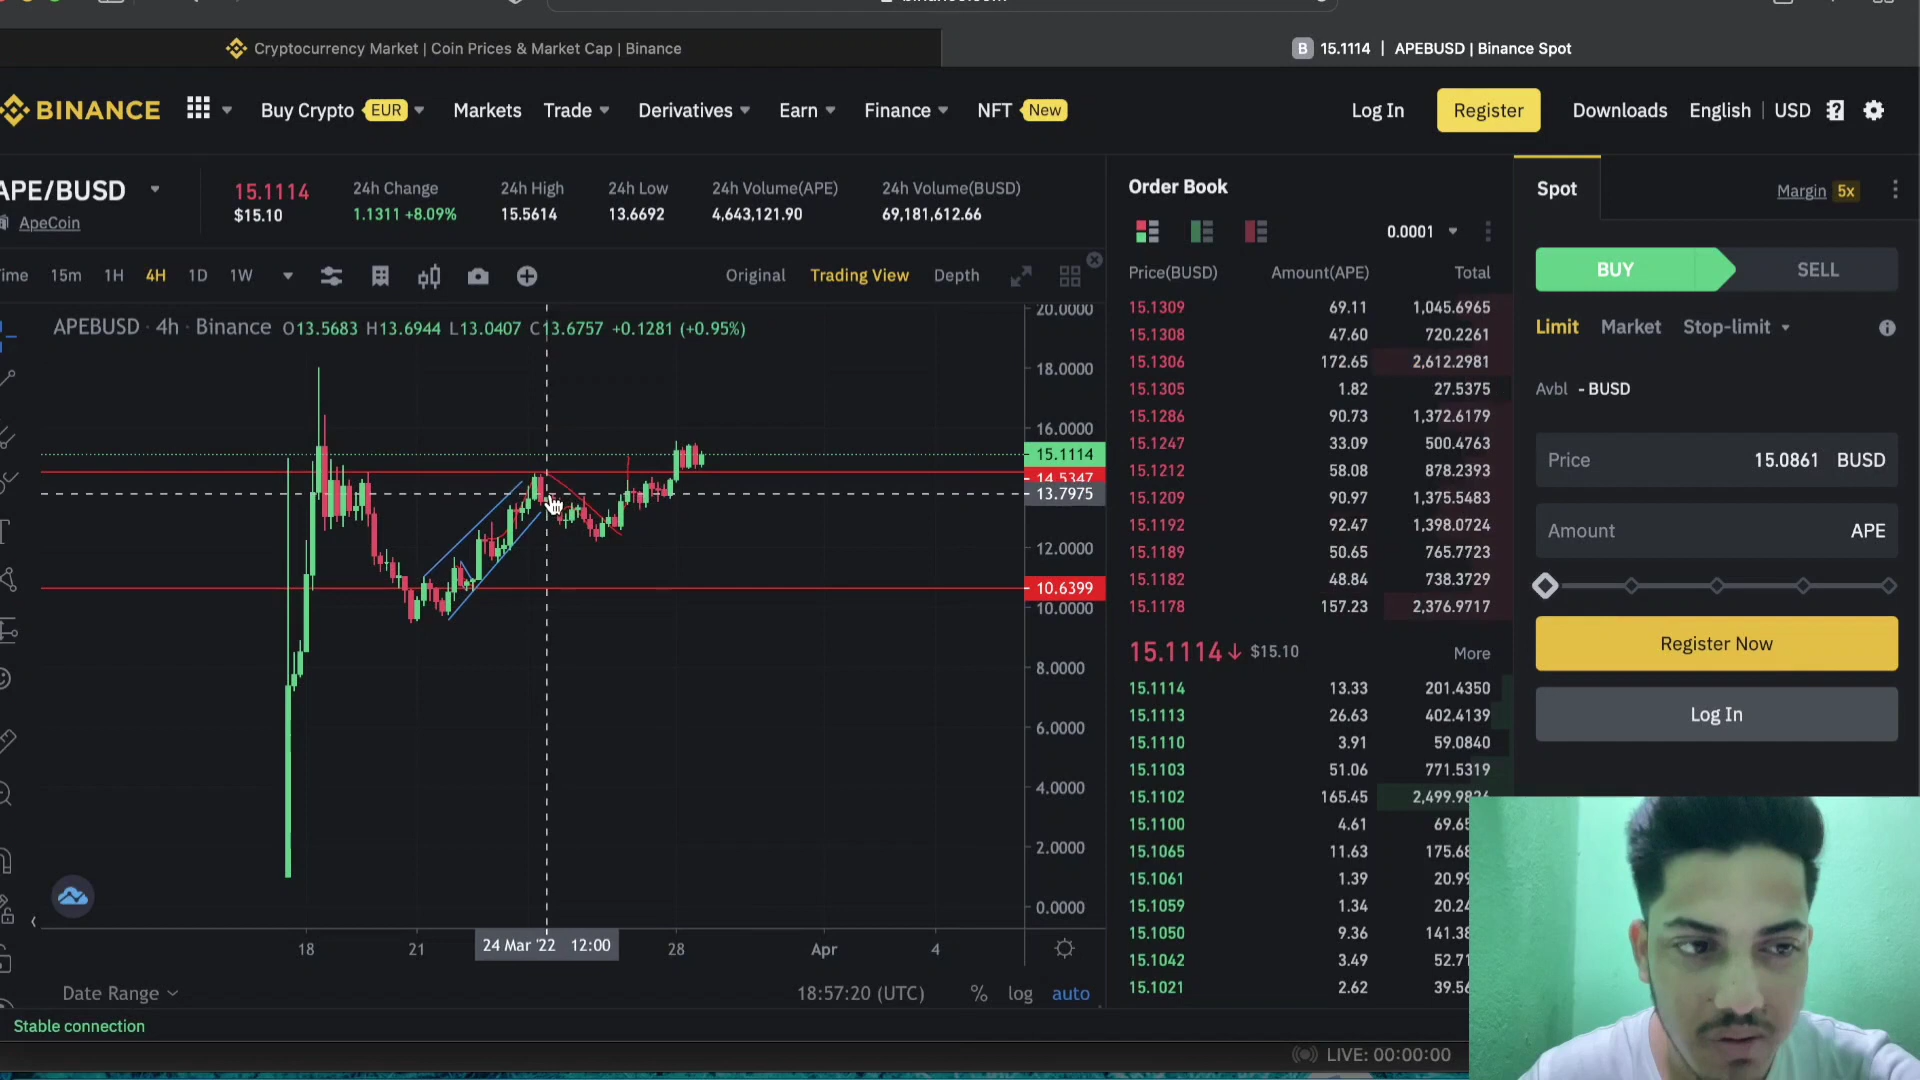 Cryptocurrency Market | Coin Prices & Market Cap | Binance
B 15.1114 | APEBUSD | Binance Spot
BINANCE
Buy Crypto EUR
Markets
Trade
Derivatives
Earn
Finance
NFT New
Log In
Register
Downloads
English
USD
APE/BUSD
ApeCoin
15.1114
$15.10
24h Change
1.1311 +8.09%
24h High
15.5614
24h Low
13.6692
24h Volume(APE)
4,643,121.90
24h Volume(BUSD)
69,181,612.66
15m 1H 4H 1D 1W
Original
Trading View
Depth
APEBUSD · 4h · Binance O13.5683 H13.6944 L13.0407 C13.6757 +0.1281 (+0.95%)
20.0000
18.0000
16.0000
15.1114
14.5347
13.7975
12.0000
10.6399
10.0000
8.0000
6.0000
4.0000
2.0000
0.0000
18
21
24 Mar '22 12:00
28
Apr
4
Date Range
18:57:20 (UTC)
%
log
auto
Stable connection
Order Book
0.0001
Price(BUSD) Amount(APE) Total
15.1309 69.11 1,045.6965
15.1308 47.60 720.2261
15.1306 172.65 2,612.2981
15.1305 1.82 27.5375
15.1286 90.73 1,372.6179
15.1247 33.09 500.4763
15.1212 58.08 878.2393
15.1209 90.97 1,375.5483
15.1192 92.47 1,398.0724
15.1189 50.65 765.7723
15.1182 48.84 738.3729
15.1178 157.23 2,376.9717
15.1114↓ $15.10 More
15.1114 13.33 201.4350
15.1113 26.63 402.4139
15.1110 3.91 59.0840
15.1103 51.06 771.5319
15.1102 165.45
15.1100 4.61
15.1065 11.63
15.1061 1.39
15.1059 1.34
15.1050 9.36
15.1042 3.49
15.1021 2.62
Spot
Margin 5x
BUY
SELL
Limit
Market
Stop-limit
Avbl - BUSD
Price 15.0861 BUSD
Amount APE
Register Now
Log In
LIVE: 00:00:00